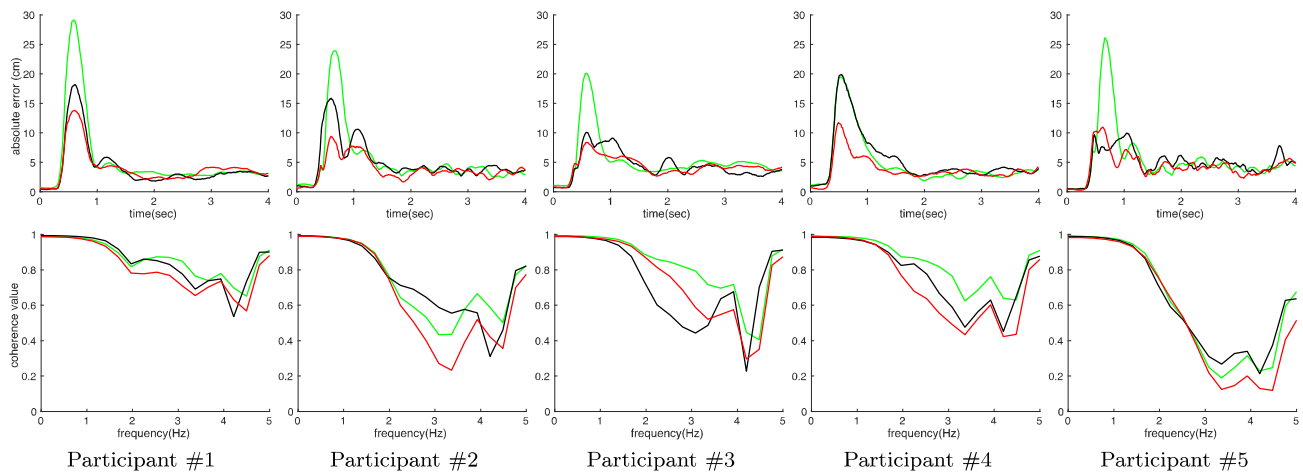 absolute error (cm)
30
25
20
15
10
5
0
0 1 2 3 4
time(sec)
30
25
20
15
10
5
0
0 1 2 3 4
time(sec)
30
25
20
15
10
5
0
0 1 2 3 4
time(sec)
30
25
20
15
10
5
0
0 1 2 3 4
time(sec)
30
25
20
15
10
5
0
0 1 2 3 4
time(sec)
coherence value
1
0.8
0.6
0.4
0.2
0
0 1 2 3 4 5
frequency(Hz)
1
0.8
0.6
0.4
0.2
0
0 1 2 3 4 5
frequency(Hz)
1
0.8
0.6
0.4
0.2
0
0 1 2 3 4 5
frequency(Hz)
1
0.8
0.6
0.4
0.2
0
0 1 2 3 4 5
frequency(Hz)
1
0.8
0.6
0.4
0.2
0
0 1 2 3 4 5
frequency(Hz)
Participant #1
Participant #2
Participant #3
Participant #4
Participant #5